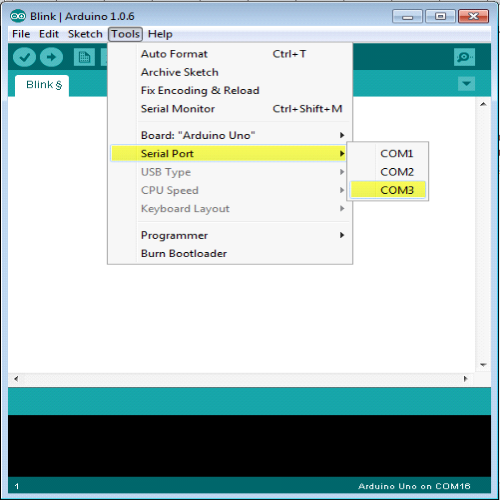 Blink | Arduino 1.0.6
File Edit Sketch Tools Help
Auto Format Ctrl+T
Archive Sketch
Fix Encoding & Reload
Serial Monitor Ctrl+Shift+M
Blink §
Board: "Arduino Uno"
Serial Port
COM1
USB Type
COM2
CPU Speed
COM3
Keyboard Layout
Programmer
Burn Bootloader
1 Arduino Uno on COM16